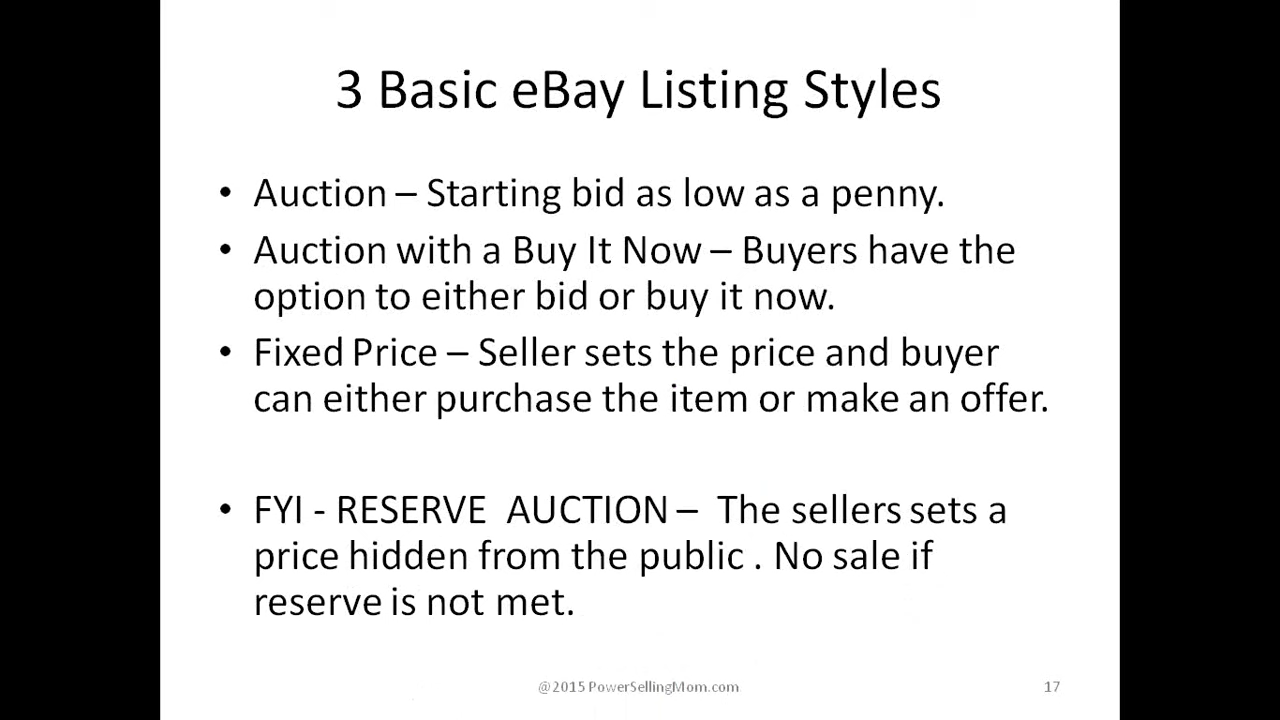 3 Basic eBay Listing Styles
• Auction – Starting bid as low as a penny.
• Auction with a Buy It Now – Buyers have the
option to either bid or buy it now.
• Fixed Price – Seller sets the price and buyer
can either purchase the item or make an offer.
• FYI - RESERVE  AUCTION –  The sellers sets a
price hidden from the public . No sale if
reserve is not met.
@2015 PowerSellingMom.com
17